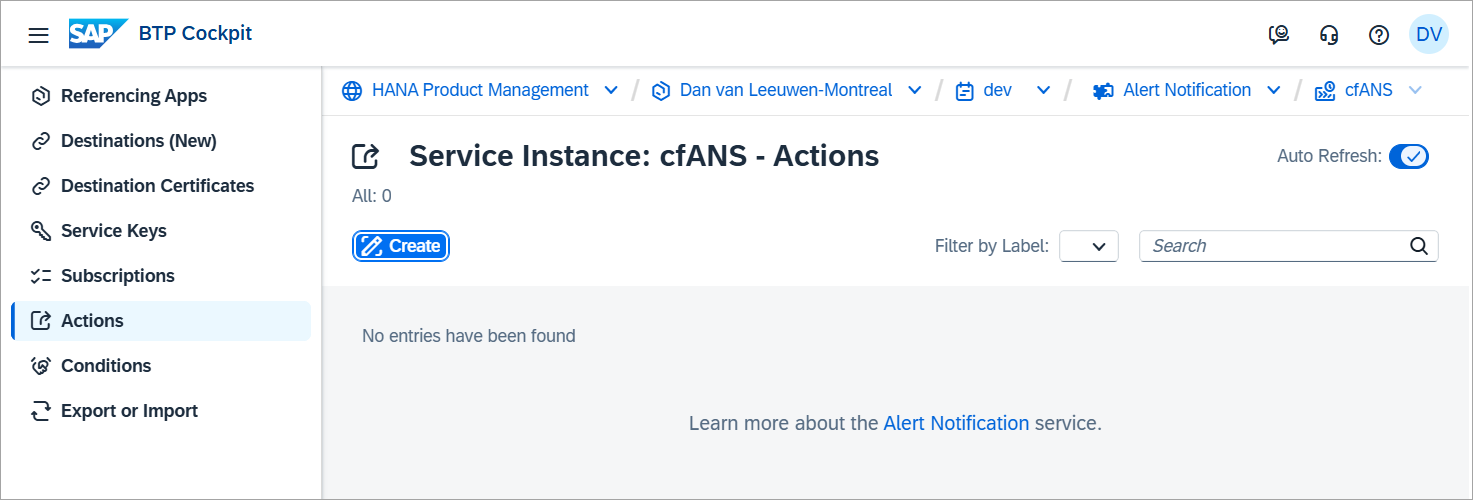 SAP BTP Cockpit DV
Referencing Apps
Destinations (New)
Destination Certificates
Service Keys
Subscriptions
Actions
Conditions
Export or Import
HANA Product Management / Dan van Leeuwen-Montreal / dev / Alert Notification / cfANS
Service Instance: cfANS - Actions Auto Refresh:
All: 0
Create Filter by Label: Search
No entries have been found
Learn more about the Alert Notification service.